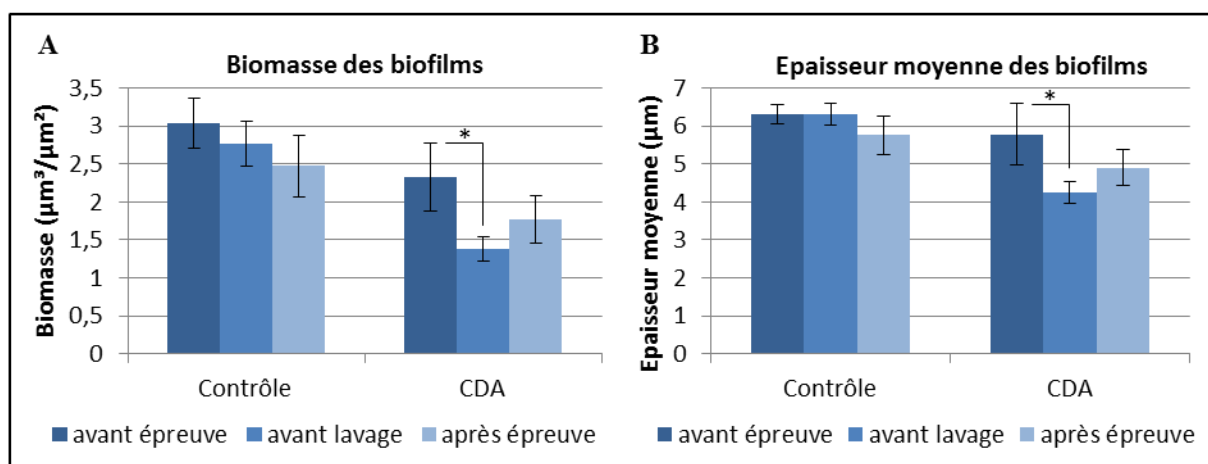 A
Biomasse des biofilms
Biomasse (µm³/µm²)
3,5
3
2,5
2
1,5
1
0,5
0
*
Contrôle
CDA
avant épreuve
avant lavage
après épreuve
B
Epaisseur moyenne des biofilms
Epaisseur moyenne (µm)
7
6
5
4
3
2
1
0
*
Contrôle
CDA
avant épreuve
avant lavage
après épreuve